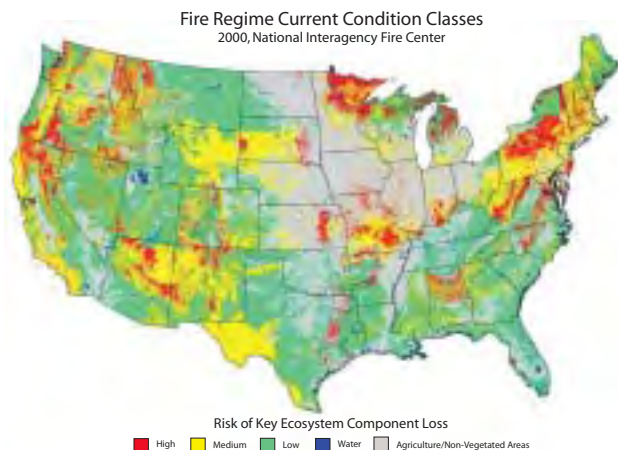 Fire Regime Current Condition Classes
2000, National Interagency Fire Center
Risk of Key Ecosystem Component Loss
High Medium Low Water Agriculture/Non-Vegetated Areas